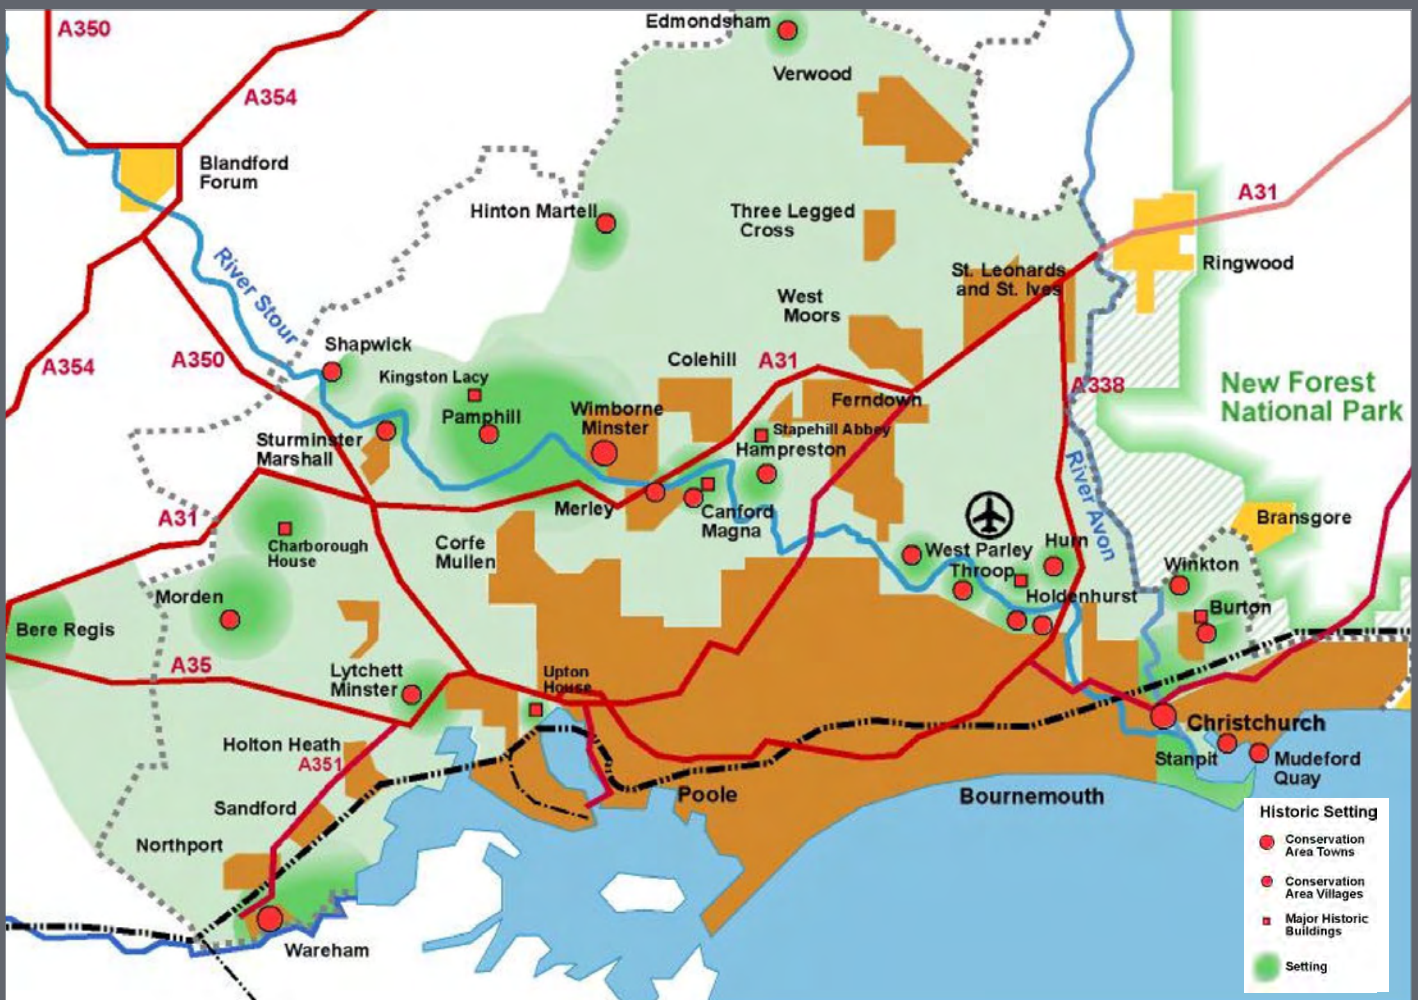 A350
Edmondsham
Verwood
A354
Blandford
Forum
A31
Hinton Martell
Three Legged
Cross
River Stour
St. Leonards
and St. Ives
Ringwood
West
Moors
Shapwick
A354
A350
Kingston Lacy
Colehill
A31
A338
New Forest
National Park
Pamphill
Wimborne
Minster
Ferndown
Stapehill Abbey
Hampreston
Sturminster
Marshall
River Avon
A31
Merley
Canford
Magna
Bransgore
Charborough
House
Corfe
Mullen
West Parley
Hurn
Throop
Winkton
Holdenhurst
Morden
Burton
Bere Regis
A35
Lytchett
Minster
Upton
House
Holton Heath
A351
Christchurch
Stanpit
Mudeford
Quay
Sandford
Poole
Bournemouth
Northport
Wareham
Historic Setting
Conservation
Area Towns
Conservation
Area Villages
Major Historic
Buildings
Setting